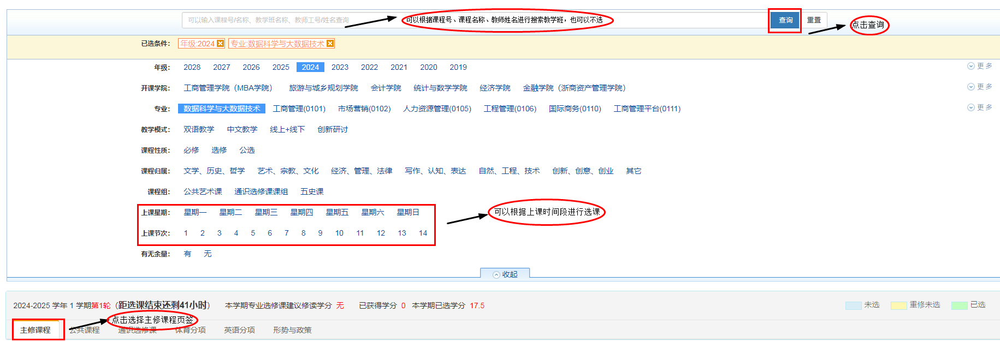 可以输入课程号/名称、教学班名称、教师工号/姓名查询 可以根据课程号、课程名称、教师姓名进行搜索教学班，也可以不选 查询 重置 点击查询
已选条件： 年级:2024 专业:数据科学与大数据技术
年级： 2028 2027 2026 2025 2024 2023 2022 2021 2020 2019 更多
开课学院： 工商管理学院（MBA学院） 旅游与城乡规划学院 会计学院 统计与数学学院 经济学院 金融学院（浙商资产管理学院） 更多
专业： 数据科学与大数据技术 工商管理(0101) 市场营销(0102) 人力资源管理(0105) 工程管理(0106) 国际商务(0110) 工商管理平台(0111) 更多
教学模式： 双语教学 中文教学 线上+线下 创新研讨
课程性质： 必修 选修 公选
课程归属： 文学、历史、哲学 艺术、宗教、文化 经济、管理、法律 写作、认知、表达 自然、工程、技术 创新、创意、创业 其它
课程组： 公共艺术课 通识选修课课组 五史课
上课星期： 星期一 星期二 星期三 星期四 星期五 星期六 星期日 可以根据上课时间段进行选课
上课节次： 1 2 3 4 5 6 7 8 9 10 11 12 13 14
有无余量： 有 无
收起
2024-2025 学年 1 学期第1轮（距选课结束还剩41小时） 本学期专业选修课建议修读学分 无 已获得学分 0 本学期已选学分 17.5 未选 重修未选 已选
点击选择主修课程页签
主修课程 公共课程 通识选修课 体育分项 英语分项 形势与政策